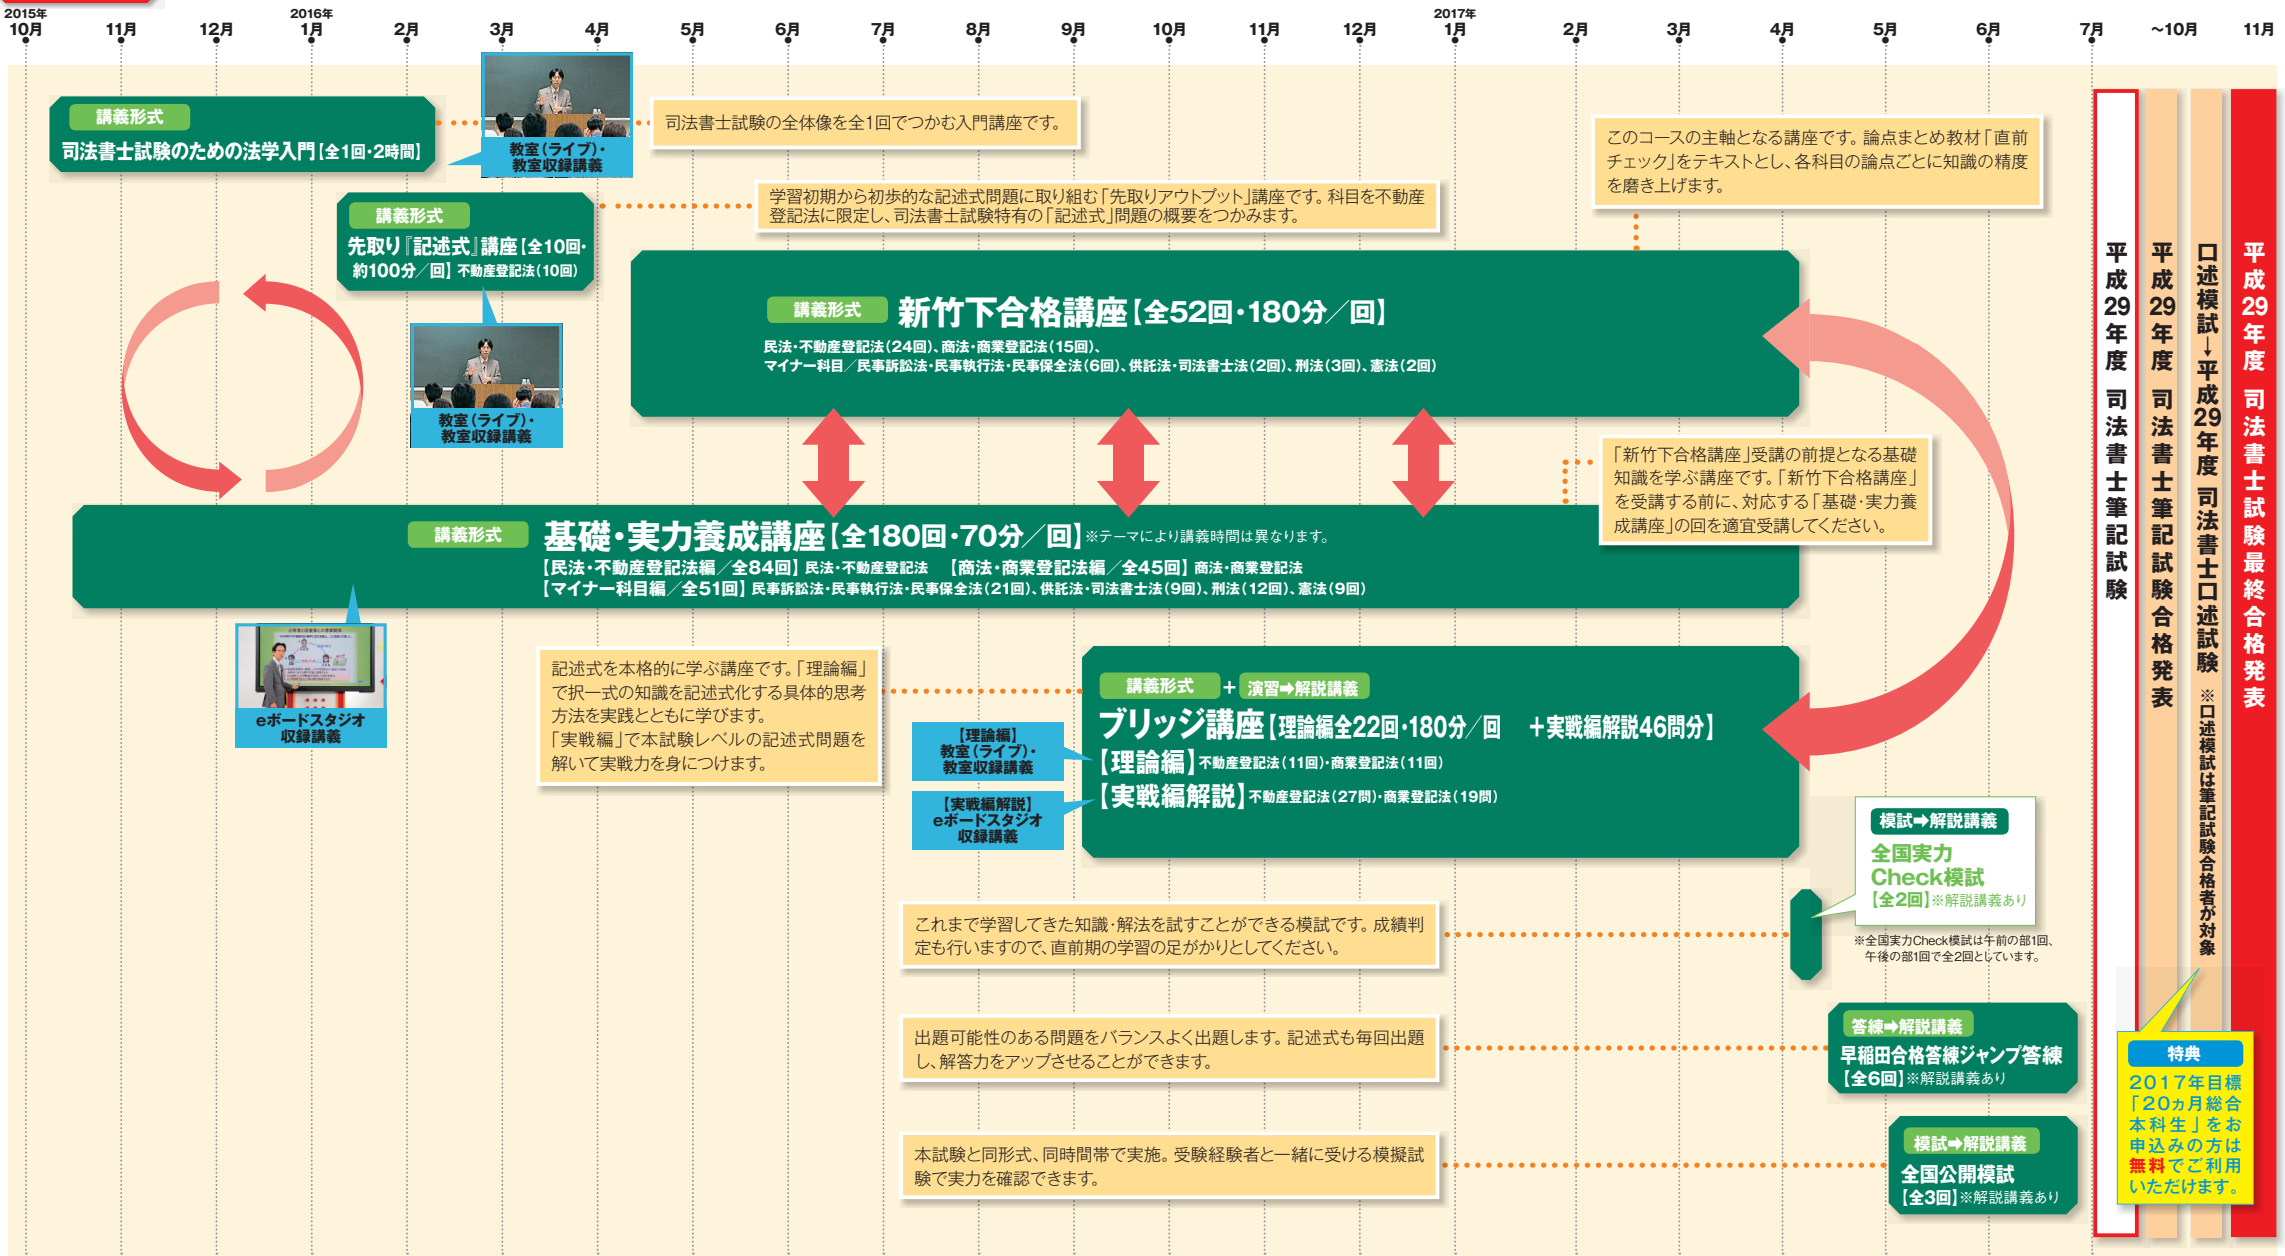 2015年
10月
11月
12月
2016年
1月
2月
3月
4月
5月
6月
7月
8月
9月
10月
11月
12月
2017年
1月
2月
3月
4月
5月
6月
7月
～10月
11月
講義形式
司法書士試験のための法学入門【全1回・2時間】
教室（ライブ）・
教室収録講義
司法書士試験の全体像を全1回でつかむ入門講座です。
このコースの主軸となる講座です。論点まとめ教材「直前
チェック」をテキストとし、各科目の論点ごとに知識の精度
を磨き上げます。
講義形式
先取り『記述式』講座【全10回・
約100分／回】不動産登記法（10回）
教室（ライブ）・
教室収録講義
学習初期から初歩的な記述式問題に取り組む「先取りアウトプット」講座です。科目を不動産
登記法に限定し、司法書士試験特有の「記述式」問題の概要をつかみます。
講義形式 新竹下合格講座【全52回・180分／回】
民法・不動産登記法（24回）、商法・商業登記法（15回）、
マイナー科目／民事訴訟法・民事執行法・民事保全法（6回）、供託法・司法書士法（2回）、刑法（3回）、憲法（2回）
「新竹下合格講座」受講の前提となる基礎
知識を学ぶ講座です。「新竹下合格講座」
を受講する前に、対応する「基礎・実力養
成講座」の回を適宜受講してください。
講義形式 基礎・実力養成講座【全180回・70分／回】※テーマにより講義時間は異なります。
【民法・不動産登記法編／全84回】民法・不動産登記法 【商法・商業登記法編／全45回】商法・商業登記法
【マイナー科目編／全51回】民事訴訟法・民事執行法・民事保全法（21回）、供託法・司法書士法（9回）、刑法（12回）、憲法（9回）
eボードスタジオ
収録講義
記述式を本格的に学ぶ講座です。「理論編」
で択一式の知識を記述式化する具体的思考
方法を実践とともに学びます。
「実戦編」で本試験レベルの記述式問題を
解いて実戦力を身につけます。
【理論編】
教室（ライブ）・
教室収録講義
【実戦編解説】
eボードスタジオ
収録講義
講義形式 ＋ 演習➡解説講義
ブリッジ講座【理論編全22回・180分／回 ＋実戦編解説46問分】
【理論編】不動産登記法（11回）・商業登記法（11回）
【実戦編解説】不動産登記法（27問）・商業登記法（19問）
模試➡解説講義
全国実力
Check模試
【全2回】※解説講義あり
※全国実力Check模試は午前の部1回、
午後の部1回で全2回としています。
これまで学習してきた知識・解法を試すことができる模試です。成績判
定も行いますので、直前期の学習の足がかりとしてください。
出題可能性のある問題をバランスよく出題します。記述式も毎回出題
し、解答力をアップさせることができます。
答練➡解説講義
早稲田合格答練ジャンプ答練
【全6回】※解説講義あり
本試験と同形式、同時間帯で実施。受験経験者と一緒に受ける模擬試
験で実力を確認できます。
模試➡解説講義
全国公開模試
【全3回】※解説講義あり
平成29年度 司法書士筆記試験
平成29年度 司法書士筆記試験合格発表
口述模試→平成29年度 司法書士口述試験 ※口述模試は筆記試験合格者が対象
平成29年度 司法書士試験最終合格発表
特典
2017年目標
「20ヵ月総合
本科生」をお
申込みの方は
無料でご利用
いただけます。